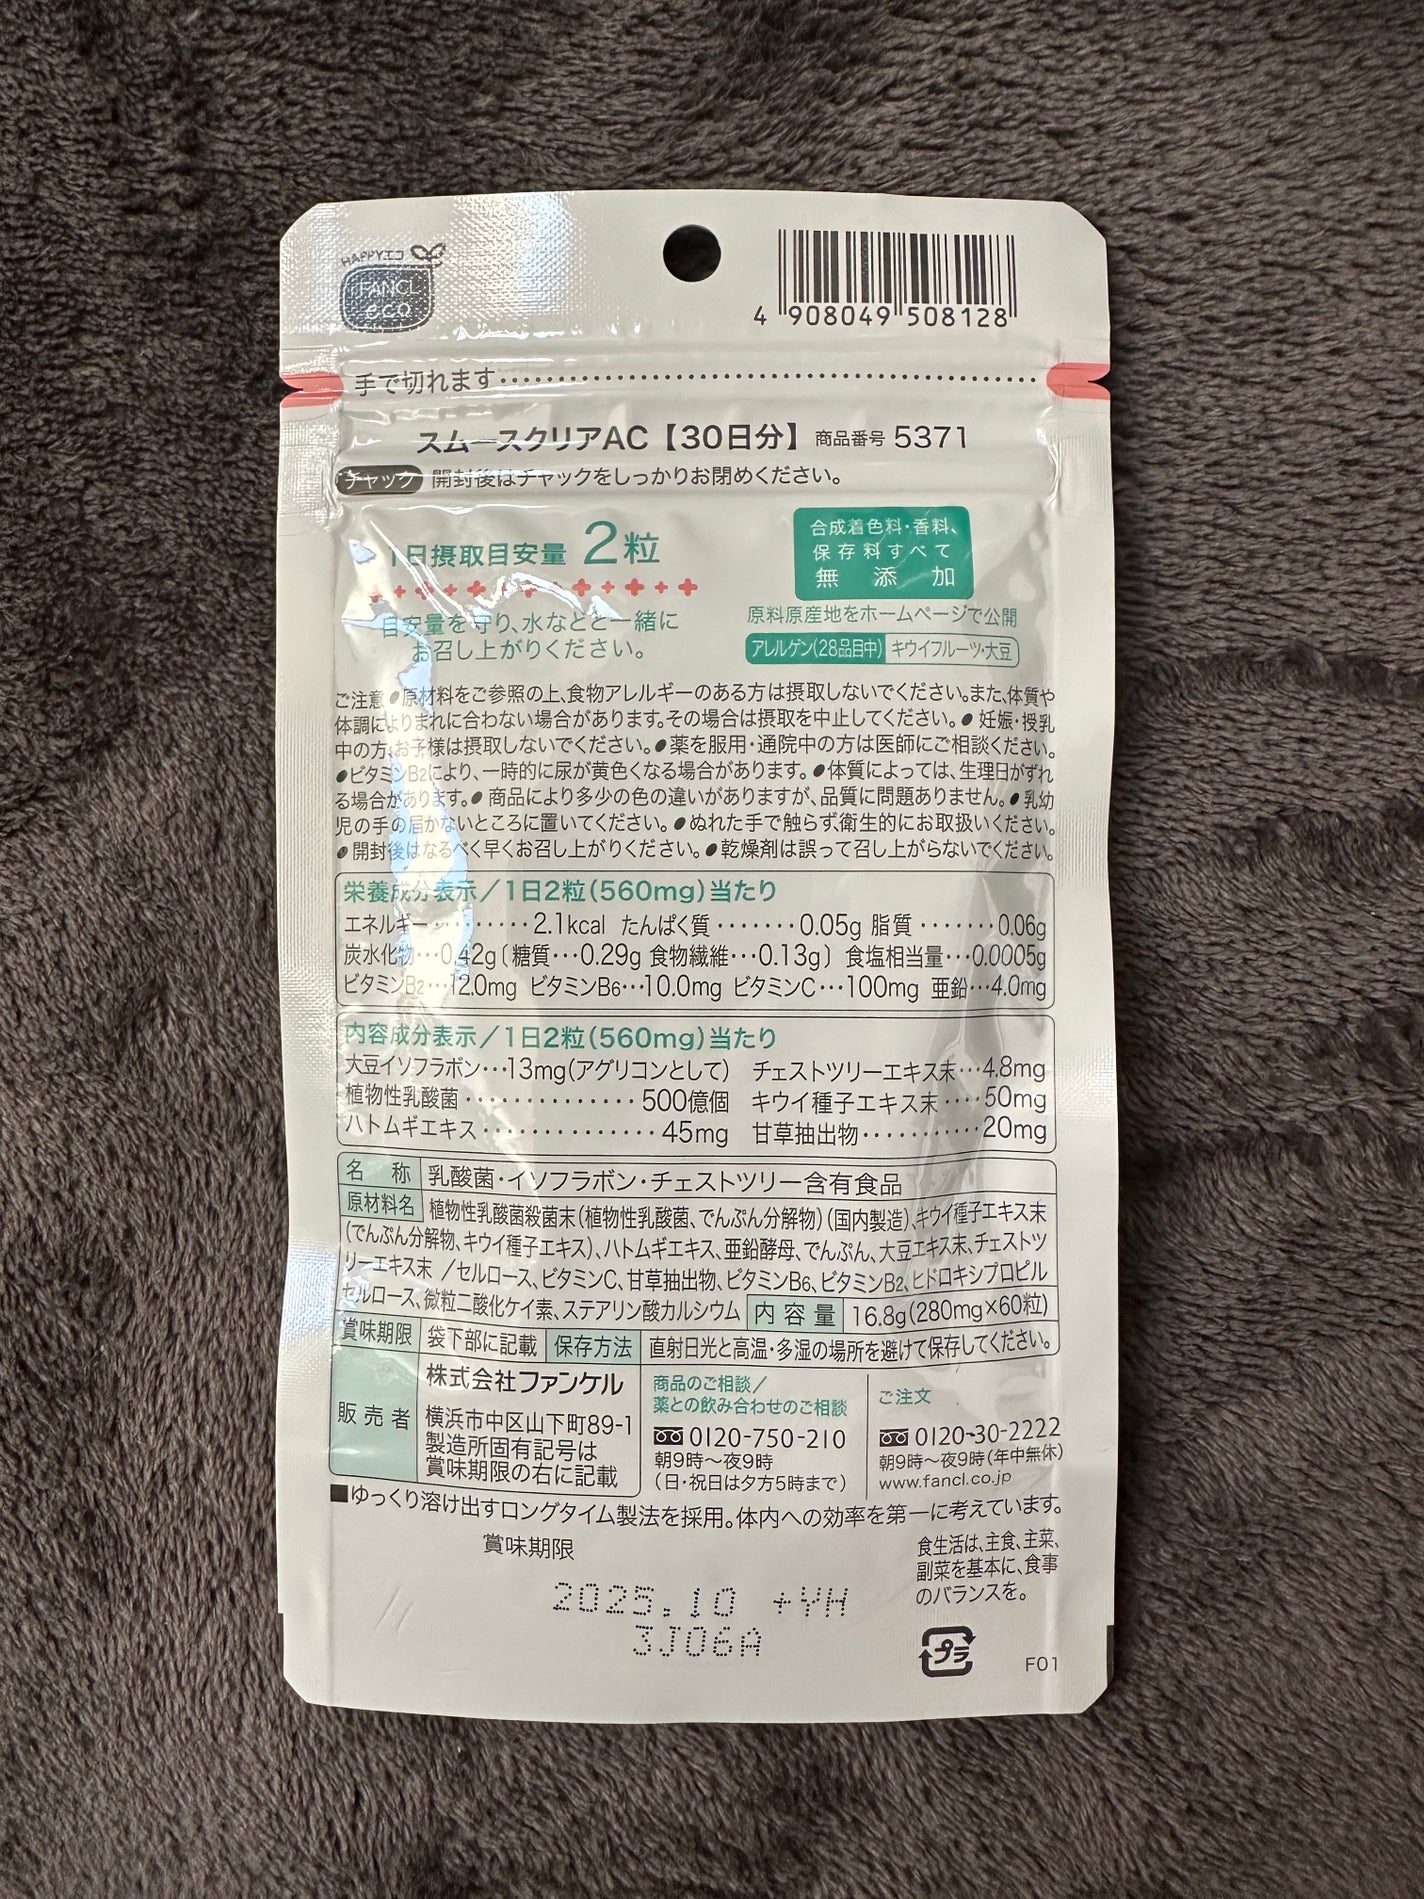 HAPPYエコ
FANCL
eco
4 908049 508128
手で切れます
スムースクリアAC【30日分】 商品番号 5371
チャック 開封後はチャックをしっかりお閉めください。
1日摂取目安量 2粒
目安量を守り、水などと一緒に
お召し上がりください。
合成着色料・香料、
保存料すべて
無添加
原料原産地をホームページで公開
アレルゲン(28品目中) キウイフルーツ・大豆
ご注意●原材料をご参照の上、食物アレルギーのある方は摂取しないでください。また、体質や
体調によりまれに合わない場合があります。その場合は摂取を中止してください。●妊娠・授乳
中の方、お子様は摂取しないでください。●薬を服用・通院中の方は医師にご相談ください。
●ビタミンB2により、一時的に尿が黄色くなる場合があります。●体質によっては、生理日がずれ
る場合があります。●商品により多少の色の違いがありますが、品質に問題ありません。●乳幼
児の手の届かないところに置いてください。●ぬれた手で触らず、衛生的にお取扱いください。
●開封後はなるべく早くお召し上がりください。●乾燥剤は誤って召し上がらないでください。
栄養成分表示/1日2粒(560mg)当たり
エネルギー………2.1kcal たんぱく質………0.05g 脂質………0.06g
炭水化物…0.42g〔糖質…0.29g 食物繊維…0.13g〕 食塩相当量…0.0005g
ビタミンB2…12.0mg ビタミンB6…10.0mg ビタミンC…100mg 亜鉛…4.0mg
内容成分表示/1日2粒(560mg)当たり
大豆イソフラボン…13mg(アグリコンとして) チェストツリーエキス末…4.8mg
植物性乳酸菌……………500億個 キウイ種子エキス末……50mg
ハトムギエキス……………45mg 甘草抽出物…………20mg
名称 乳酸菌・イソフラボン・チェストツリー含有食品
原材料名 植物性乳酸菌殺菌末(植物性乳酸菌、でんぷん分解物)(国内製造)、キウイ種子エキス末
(でんぷん分解物、キウイ種子エキス)、ハトムギエキス、亜鉛酵母、でんぷん、大豆エキス末、チェストツ
リーエキス末 /セルロース、ビタミンC、甘草抽出物、ビタミンB6、ビタミンB2、ヒドロキシプロピル
セルロース、微粒二酸化ケイ素、ステアリン酸カルシウム 内容量 16.8g(280mg×60粒)
賞味期限 袋下部に記載 保存方法 直射日光と高温・多湿の場所を避けて保存してください。
販売者
株式会社ファンケル
横浜市中区山下町89-1
製造所固有記号は
賞味期限の右に記載
商品のご相談/
薬との飲み合わせのご相談
0120-750-210
朝9時~夜9時
(日・祝日は夕方5時まで)
ご注文
0120-30-2222
朝9時~夜9時(年中無休)
www.fancl.co.jp
■ゆっくり溶け出すロングタイム製法を採用。体内への効率を第一に考えています。
賞味期限
2025.10 +YH
3J06A
食生活は、主食、主菜、
副菜を基本に、食事
のバランスを。
プラ
F01